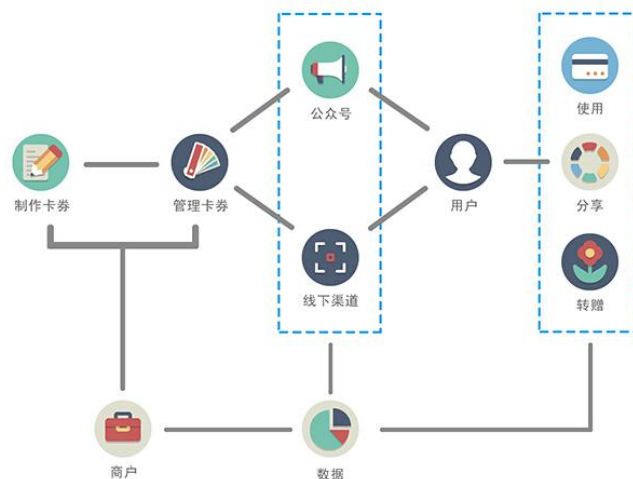 公众号
使用
制作卡券
管理卡券
用户
分享
线下渠道
转赠
商户
数据